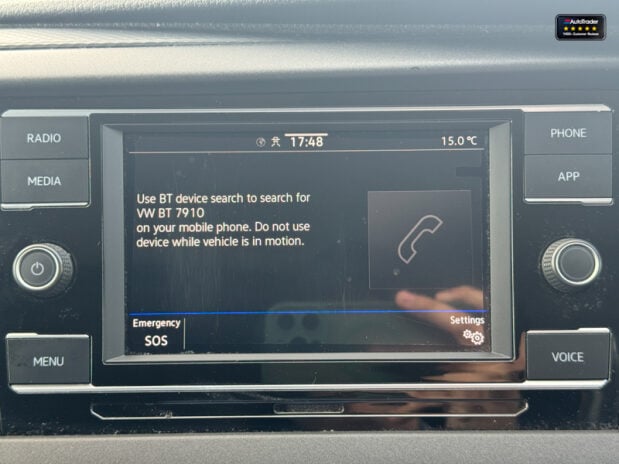 AutoTrader
RADIO
MEDIA
MENU
17:48
15.0 °C
Use BT device search to search for
VW BT 7910
on your mobile phone. Do not use
device while vehicle is in motion.
Emergency
SOS
Settings
PHONE
APP
VOICE